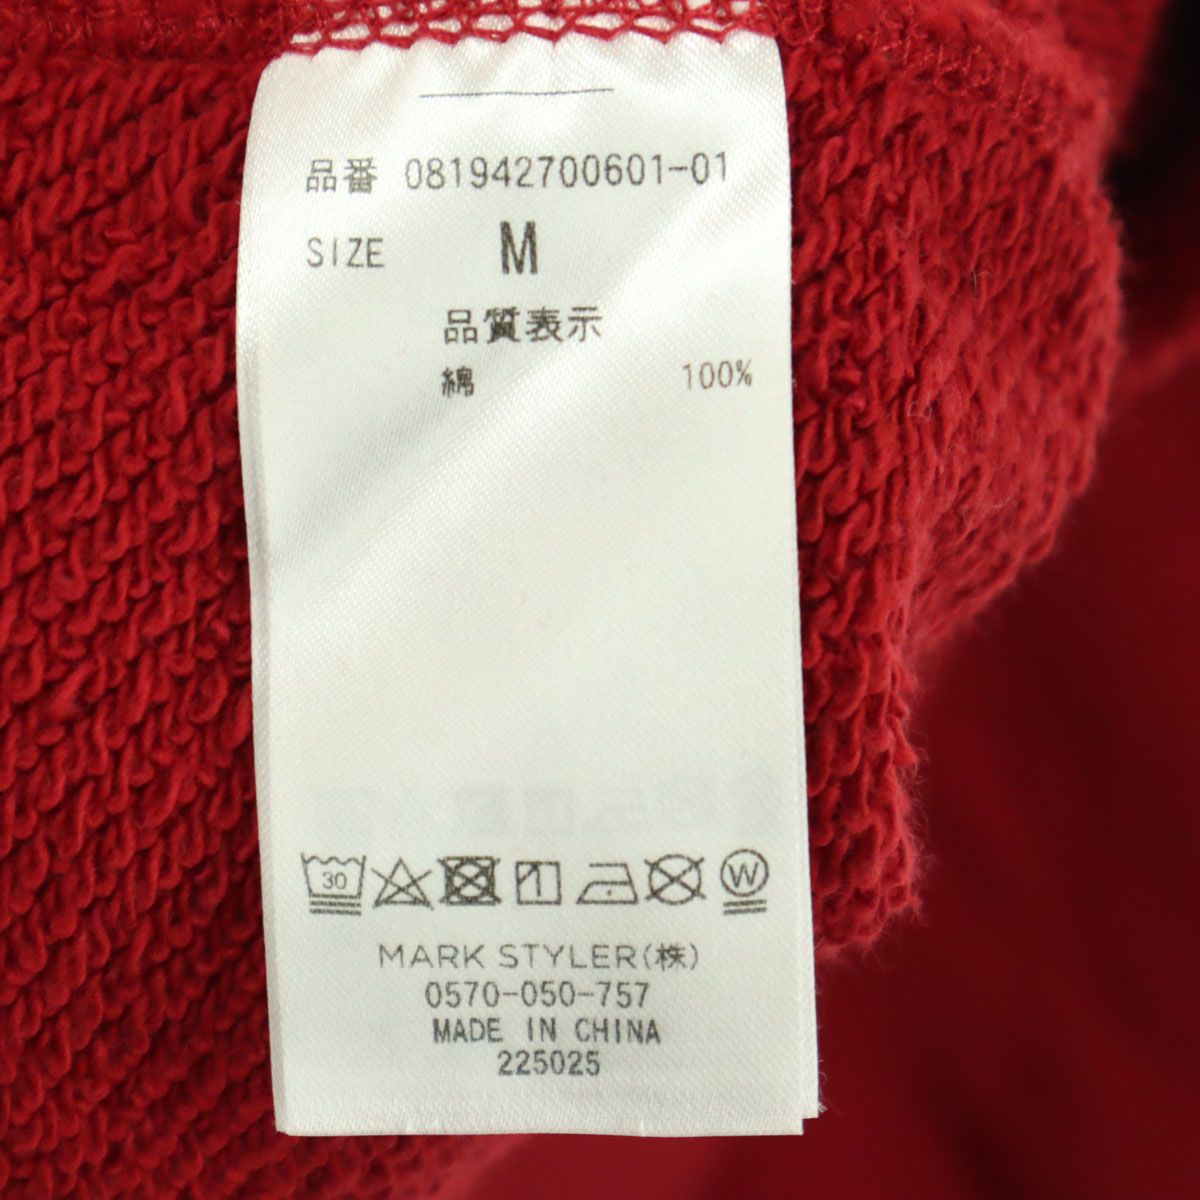 品番 081942700601-01
SIZE M
品質表示
綿 100%
30
W
MARK STYLER(株)
0570-050-757
MADE IN CHINA
225025